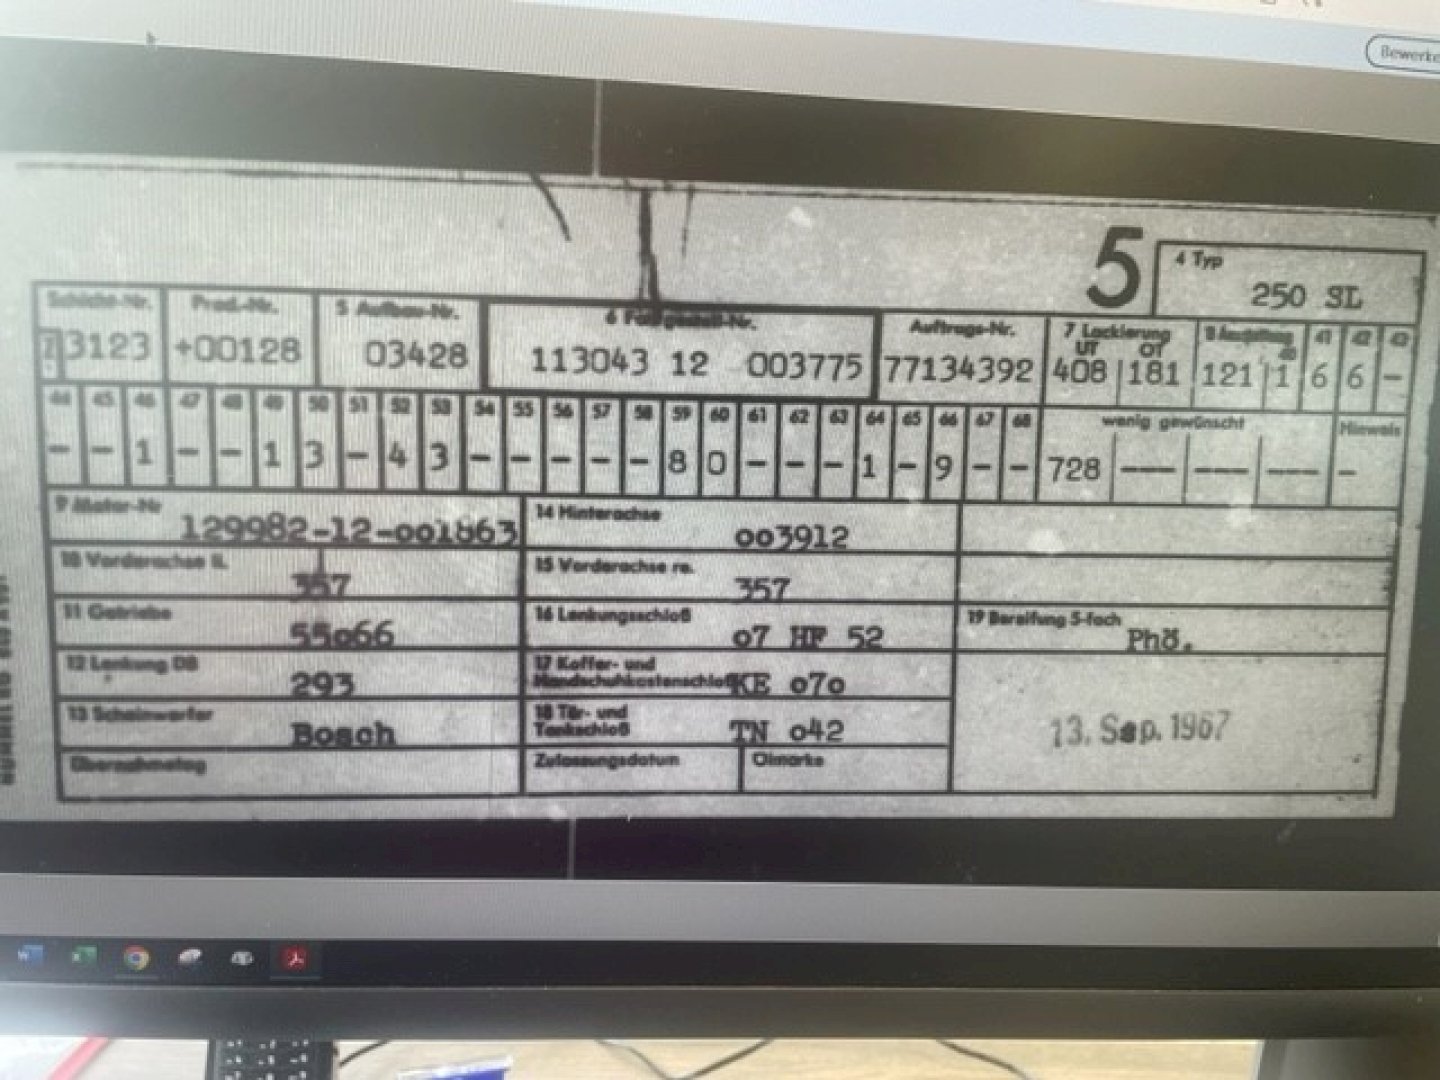 Bewerke
5
4 Typ
250 SL
Schicht-Nr. Prod.-Nr. 5 Aufbau-Nr. 6 Fahrgestell-Nr. Auftrags-Nr. 7 Lackierung UT OT 8 Ausstattung 40 41 42 43
3123 +00128 03428 113043 12 003775 77134392 408 181 121 1 6 6 -
44 45 46 47 48 49 50 51 52 53 54 55 56 57 58 59 60 61 62 63 64 65 66 67 68 wenig gewünscht Hinweis
- - 1 - - 1 3 - 4 3 - - - - - 8 0 - - - 1 - 9 - - 728 --- --- --- -
9 Motor-Nr 129982-12-001863 14 Hinterachse 003912
10 Vorderachse li. 357 15 Vorderachse re. 357
11 Getriebe 55066 16 Lenkungsschloß 07 HF 52 19 Bereifung 5-fach Phö.
12 Lenkung DB 293 17 Koffer- und Handschuhkastenschloß KE 070
13 Scheinwerfer Bosch 18 Tür- und Tankschloß TN 042 13. Sep. 1967
Übernahmetag Zulassungsdatum Ölmarke